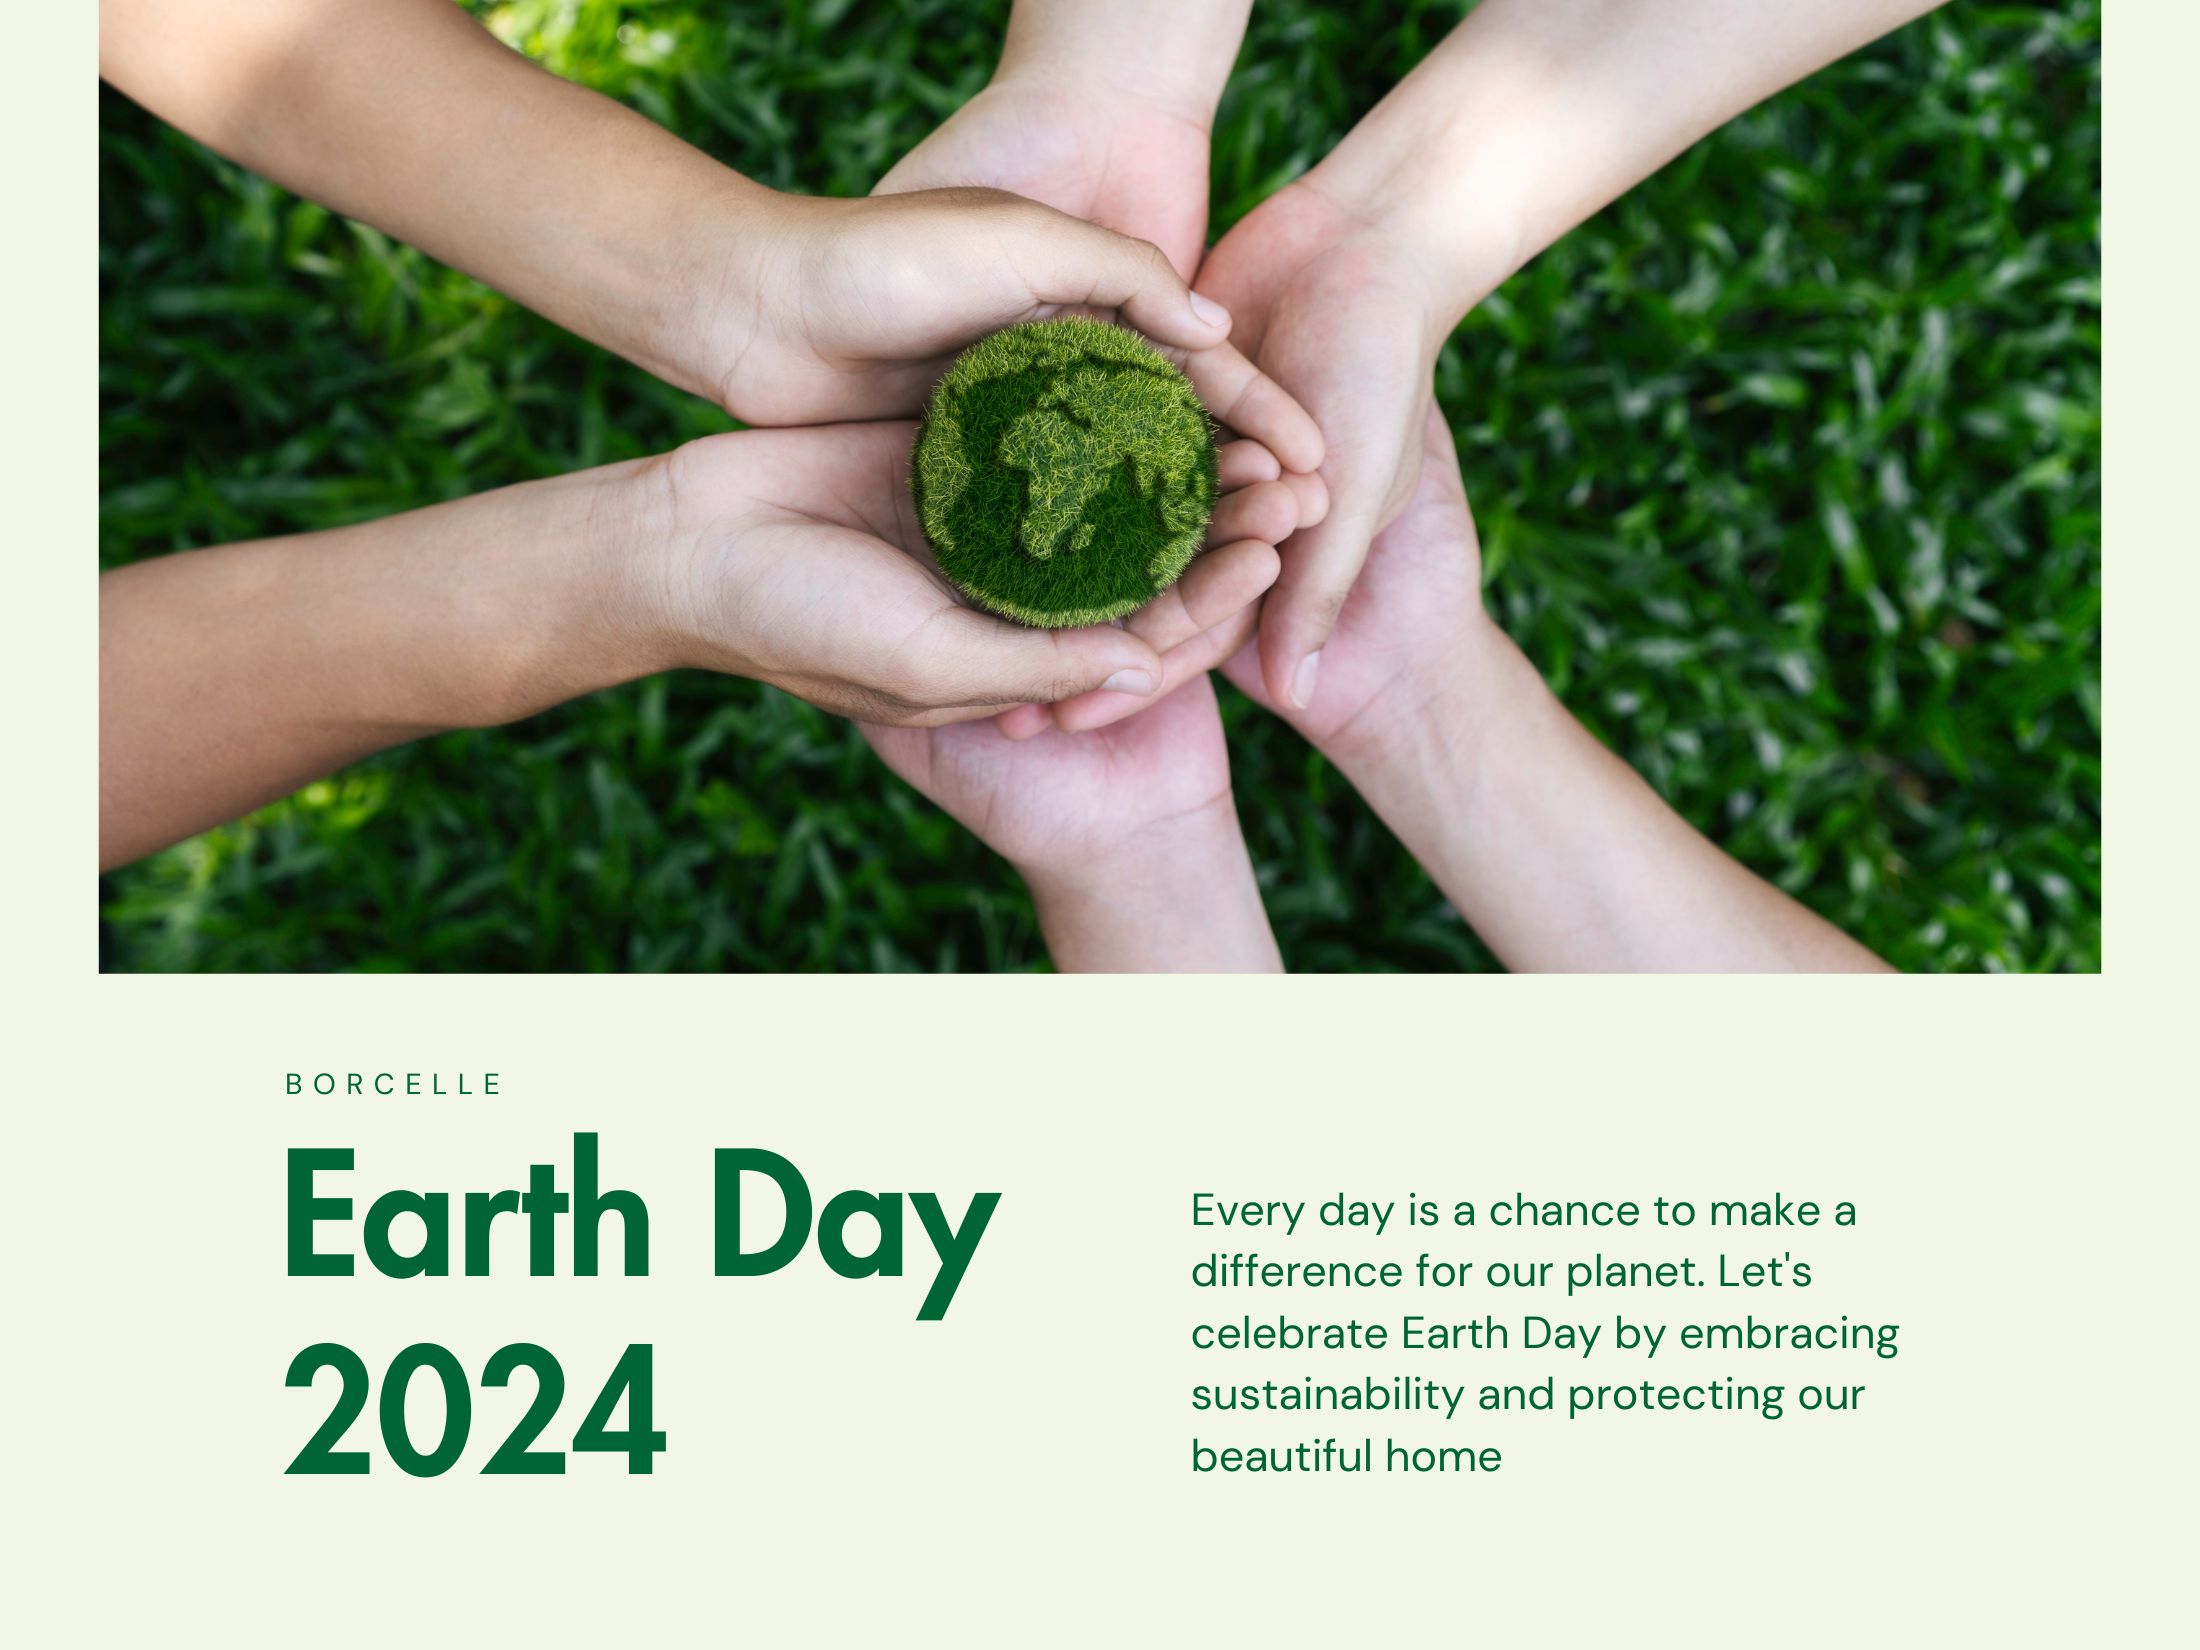 BORCELLE
Earth Day
2024
Every day is a chance to make a
difference for our planet. Let's
celebrate Earth Day by embracing
sustainability and protecting our
beautiful home